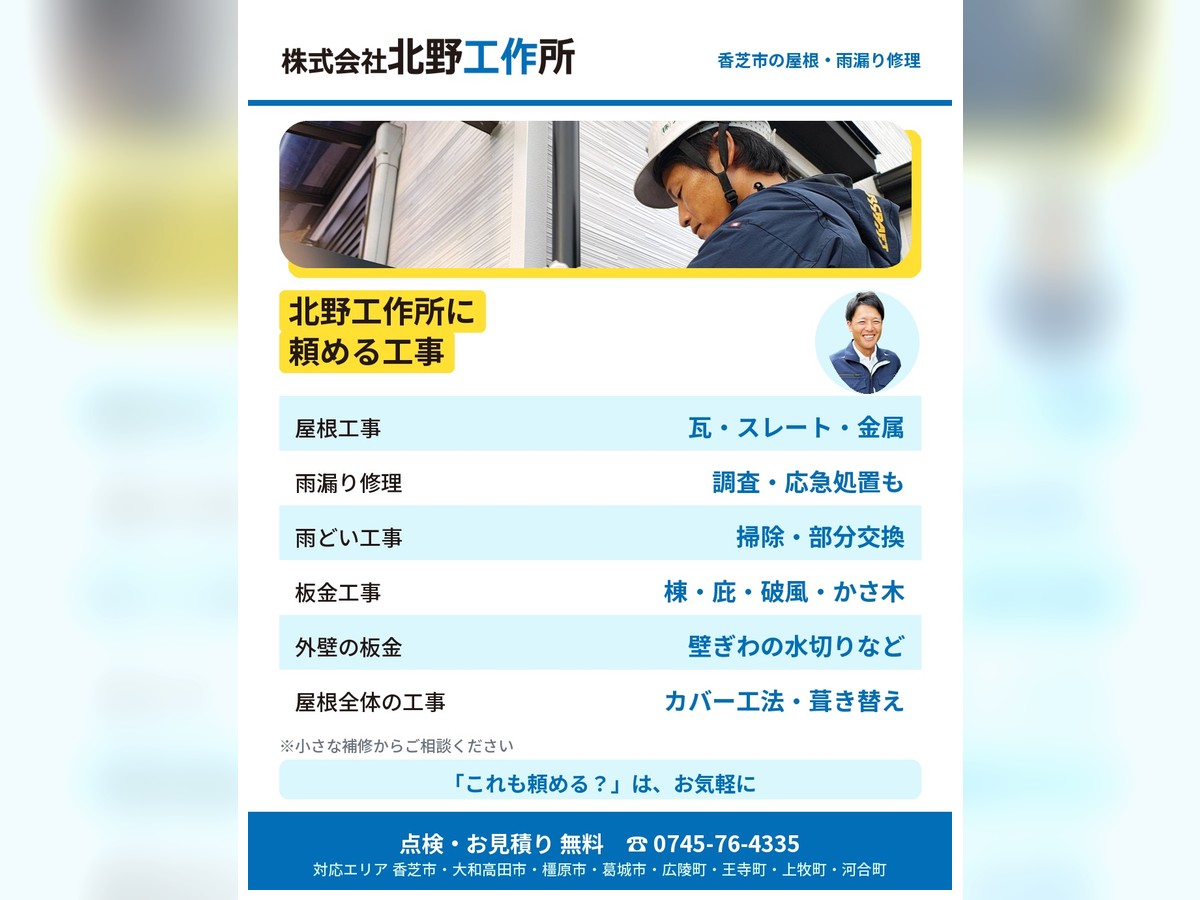 株式会社北野工作所
香芝市の屋根・雨漏り修理
北野工作所に
頼める工事
屋根工事 瓦・スレート・金属
雨漏り修理 調査・応急処置も
雨どい工事 掃除・部分交換
板金工事 棟・庇・破風・かさ木
外壁の板金 壁ぎわの水切りなど
屋根全体の工事 カバー工法・葺き替え
※小さな補修からご相談ください
「これも頼める？」は、お気軽に
点検・お見積り 無料 ☎ 0745-76-4335
対応エリア 香芝市・大和高田市・橿原市・葛城市・広陵町・王寺町・上牧町・河合町